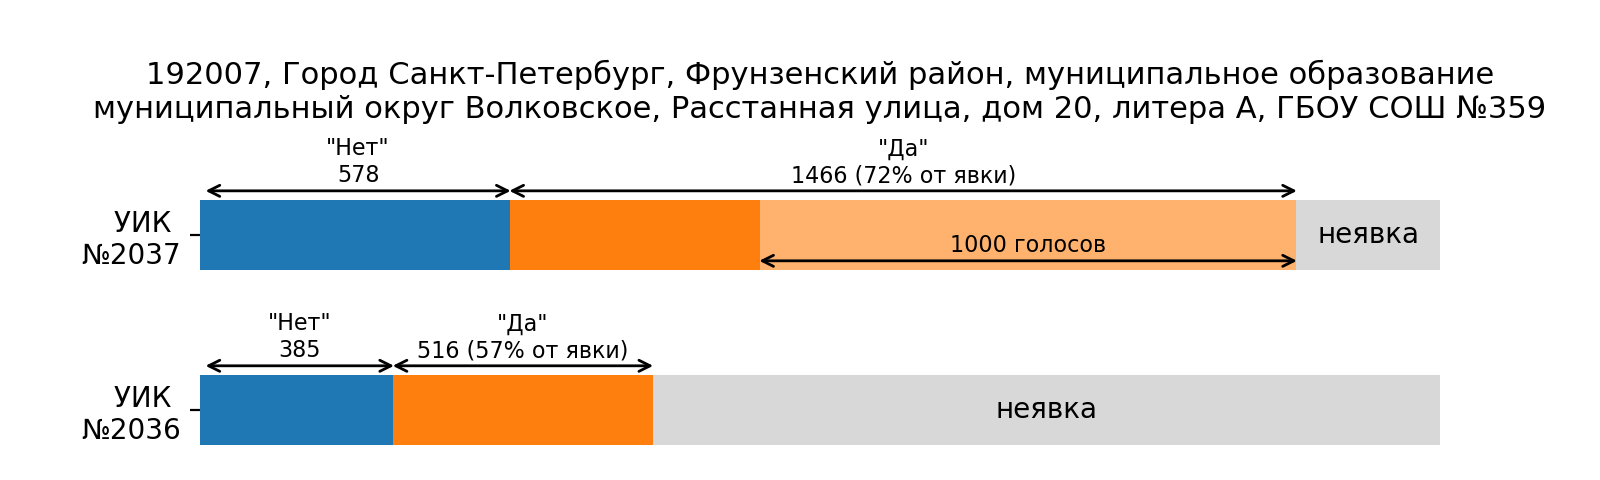 192007, Город Санкт-Петербург, Фрунзенский район, муниципальное образование
муниципальный округ Волковское, Расстанная улица, дом 20, литера А, ГБОУ СОШ №359
"Нет"
578
"Да"
1466 (72% от явки)
УИК
№2037
1000 голосов
неявка
"Нет"
385
"Да"
516 (57% от явки)
УИК
№2036
неявка